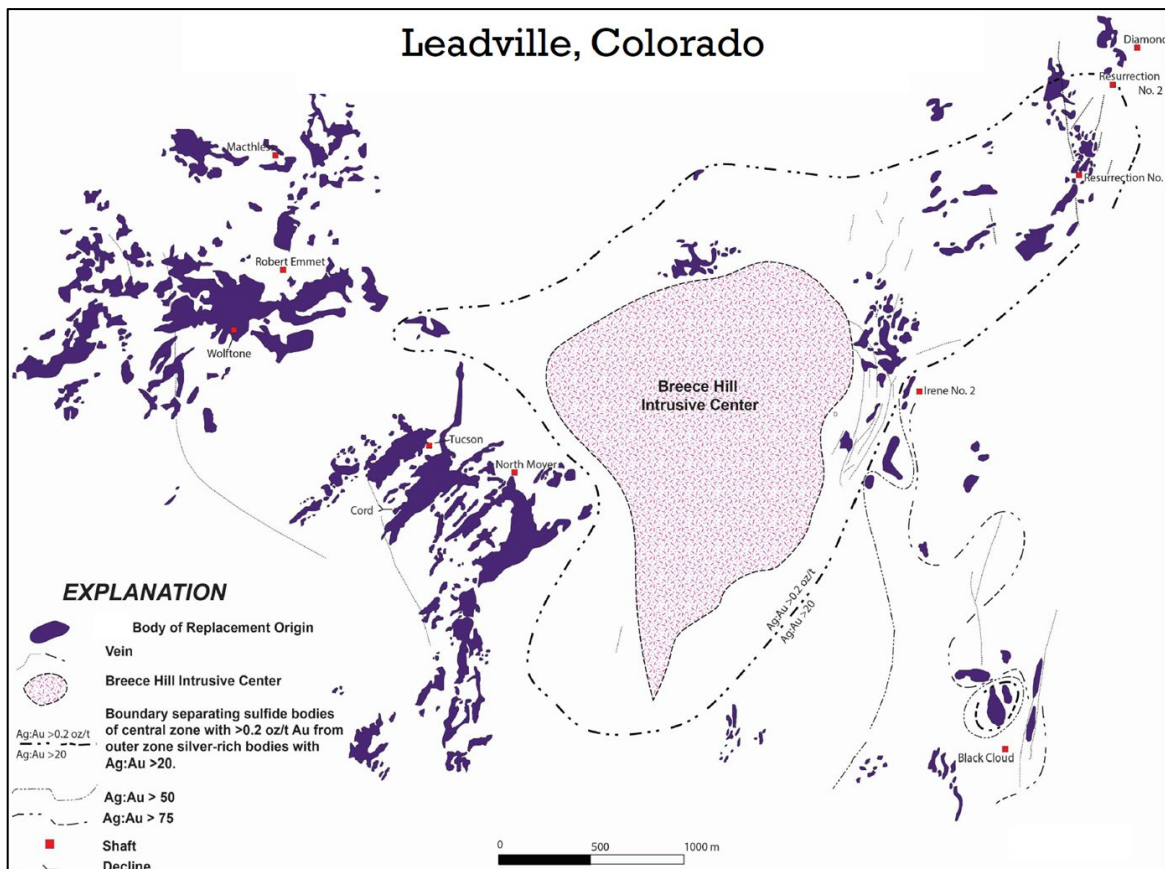 Leadville, Colorado
Diamond
Resurrection
No. 2
Macthless
Resurrection No.
Robert Emmet
Wolftone
Breece Hill
Intrusive Center
Irene No. 2
Tucson
North Moyer
Cord
Ag:Au >0.2 oz/t
Ag:Au >20
Black Cloud
EXPLANATION
Body of Replacement Origin
Vein
Breece Hill Intrusive Center
Boundary separating sulfide bodies
of central zone with >0.2 oz/t Au from
outer zone silver-rich bodies with
Ag:Au >20.
Ag:Au >0.2 oz/t
Ag:Au >20
Ag:Au > 50
Ag:Au > 75
Shaft
Decline
0 500 1000 m